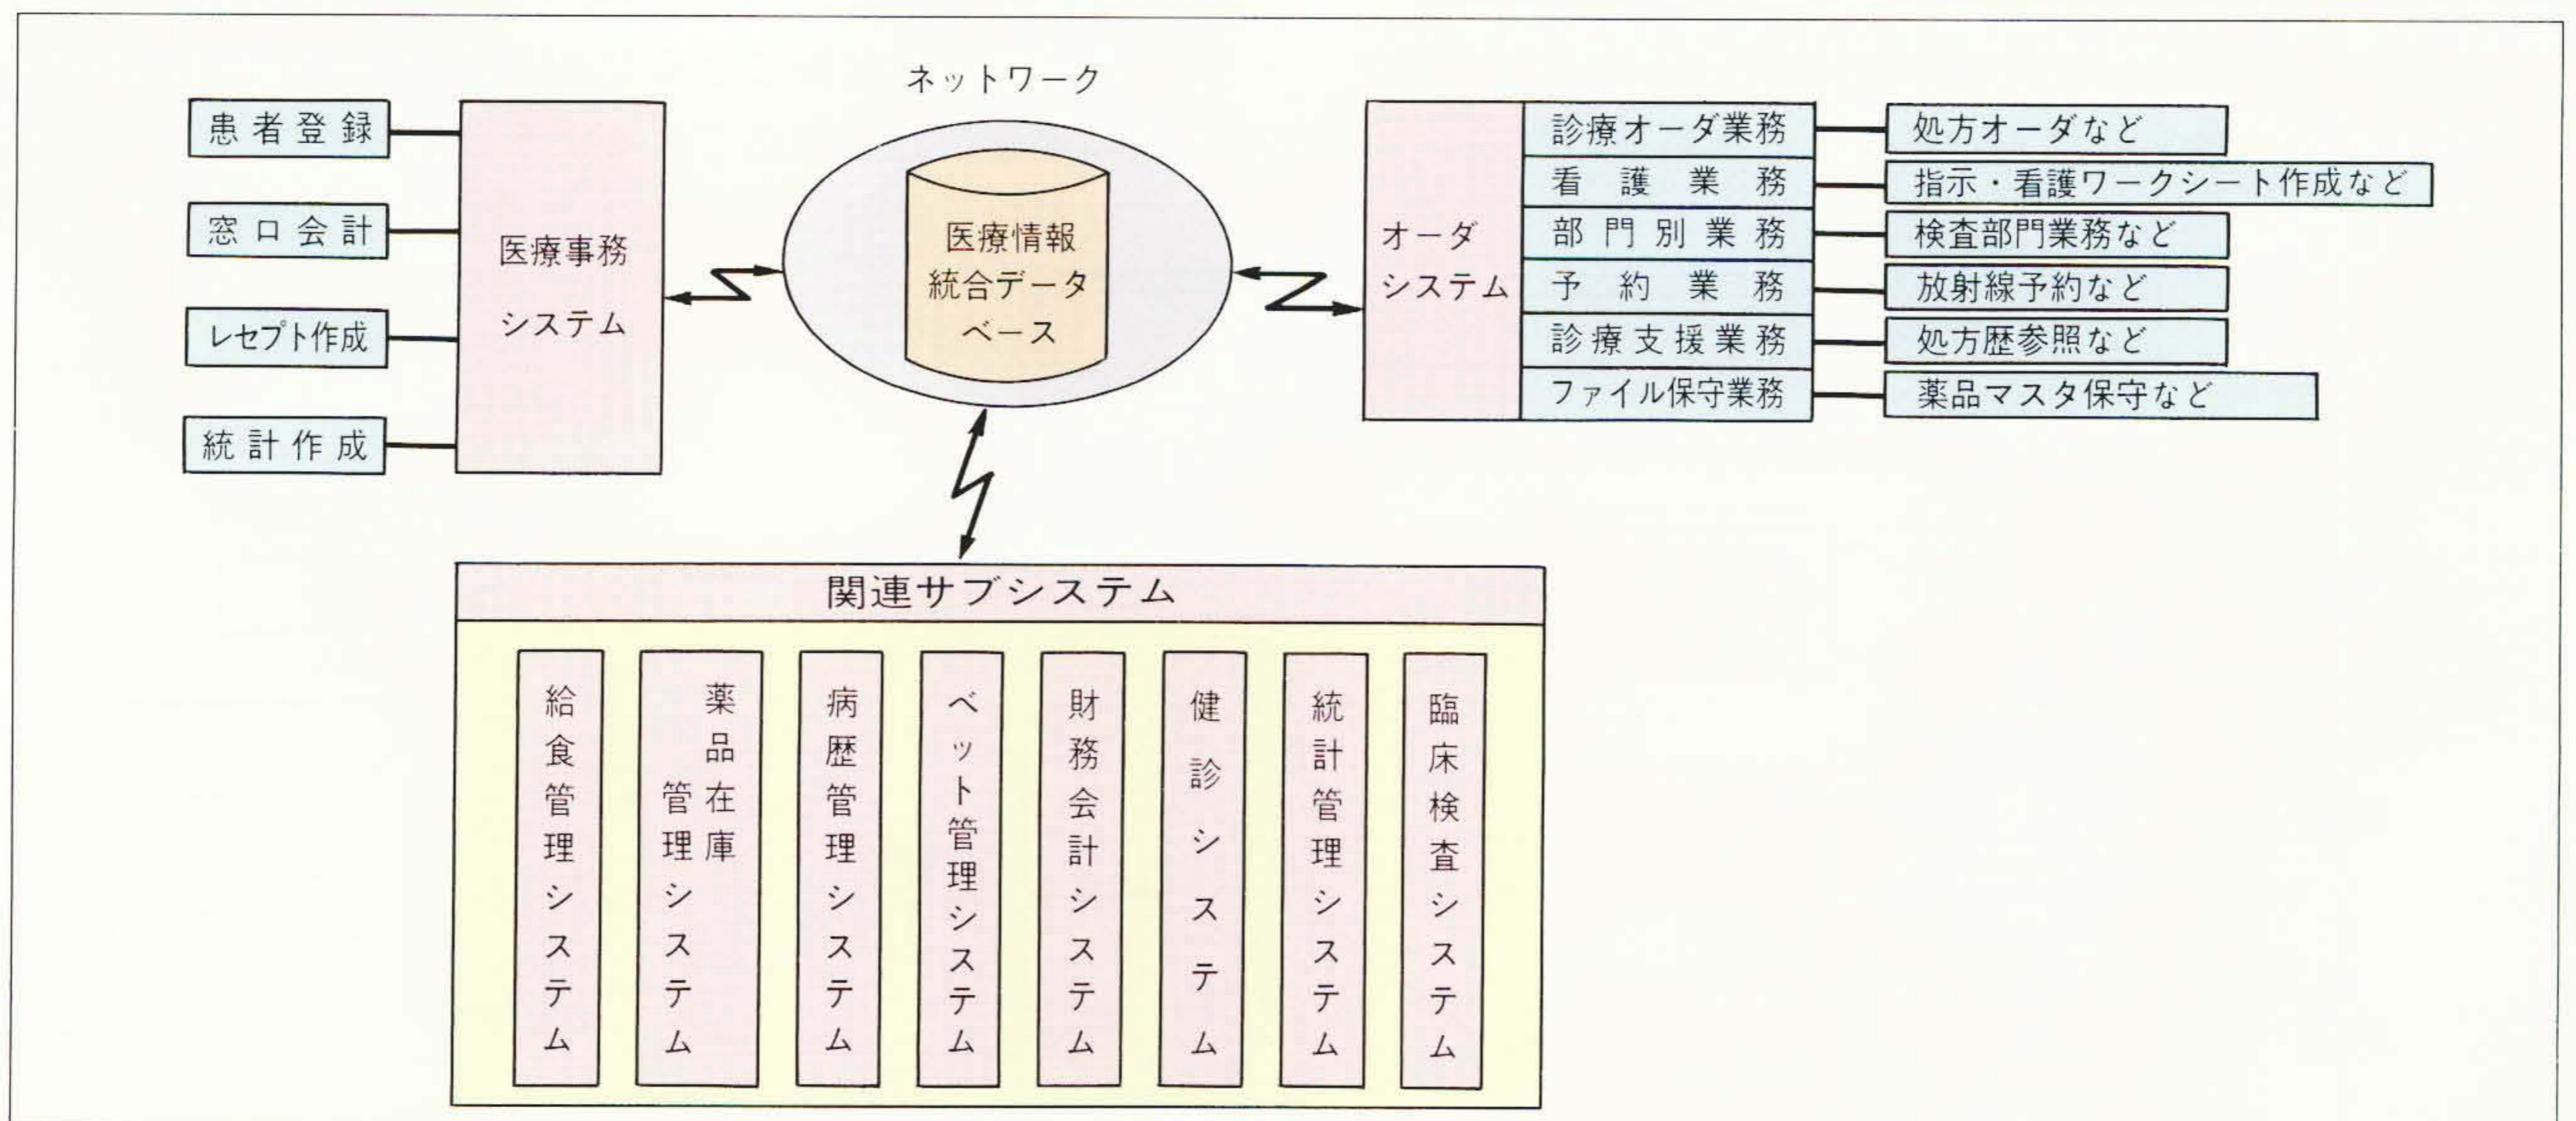 ネットワーク
患者登録
窓口会計
レセプト作成
統計作成
医療事務
システム
医療情報
統合データ
ベース
オーダ
システム
診療オーダ業務
処方オーダなど
看護業務
指示・看護ワークシート作成など
部門別業務
検査部門業務など
予約業務
放射線予約など
診療支援業務
処方歴参照など
ファイル保守業務
薬品マスタ保守など
関連サブシステム
給食管理システム
薬品在庫
管理システム
病歴管理システム
ベット管理システム
財務会計システム
健診システム
統計管理システム
臨床検査システム